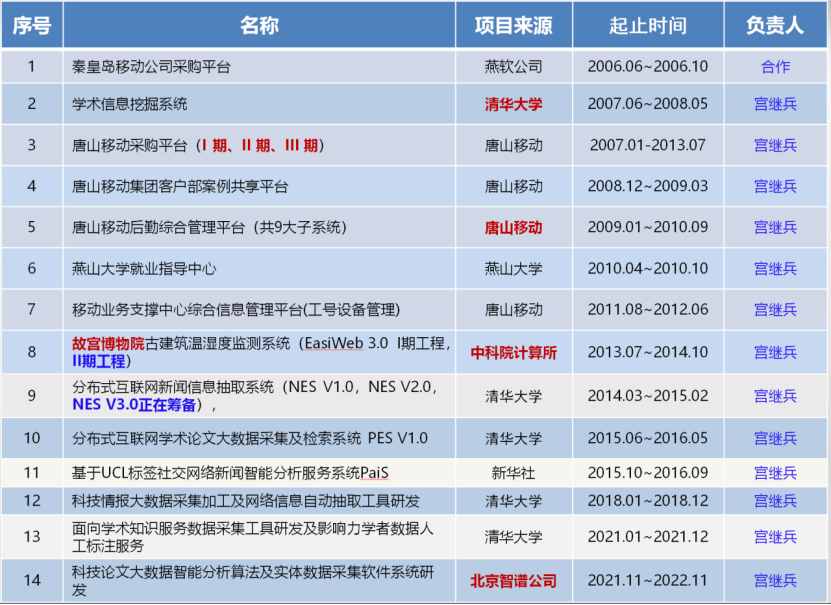 序号 名称 项目来源 起止时间 负责人
1 秦皇岛移动公司采购平台 燕软公司 2006.06~2006.10 合作
2 学术信息挖掘系统 清华大学 2007.06~2008.05 宫继兵
3 唐山移动采购平台（I 期、II 期、III 期） 唐山移动 2007.01-2013.07 宫继兵
4 唐山移动集团客户部案例共享平台 唐山移动 2008.12~2009.03 宫继兵
5 唐山移动后勤综合管理平台（共9大子系统） 唐山移动 2009.01~2010.09 宫继兵
6 燕山大学就业指导中心 燕山大学 2010.04~2010.10 宫继兵
7 移动业务支撑中心综合信息管理平台(工号设备管理) 唐山移动 2011.08~2012.06 宫继兵
8 故宫博物院古建筑温湿度监测系统（EasiWeb 3.0 I期工程，
II期工程） 中科院计算所 2013.07~2014.10 宫继兵
9 分布式互联网新闻信息抽取系统（NES V1.0，NES V2.0，
NES V3.0正在筹备）， 清华大学 2014.03~2015.02 宫继兵
10 分布式互联网学术论文大数据采集及检索系统 PES V1.0 清华大学 2015.06~2016.05 宫继兵
11 基于UCL标签社交网络新闻智能分析服务系统PaiS 新华社 2015.10~2016.09 宫继兵
12 科技情报大数据采集加工及网络信息自动抽取工具研发 清华大学 2018.01~2018.12 宫继兵
13 面向学术知识服务数据采集工具研发及影响力学者数据人
工标注服务 清华大学 2021.01~2021.12 宫继兵
14 科技论文大数据智能分析算法及实体数据采集软件系统研
发 北京智谱公司 2021.11~2022.11 宫继兵